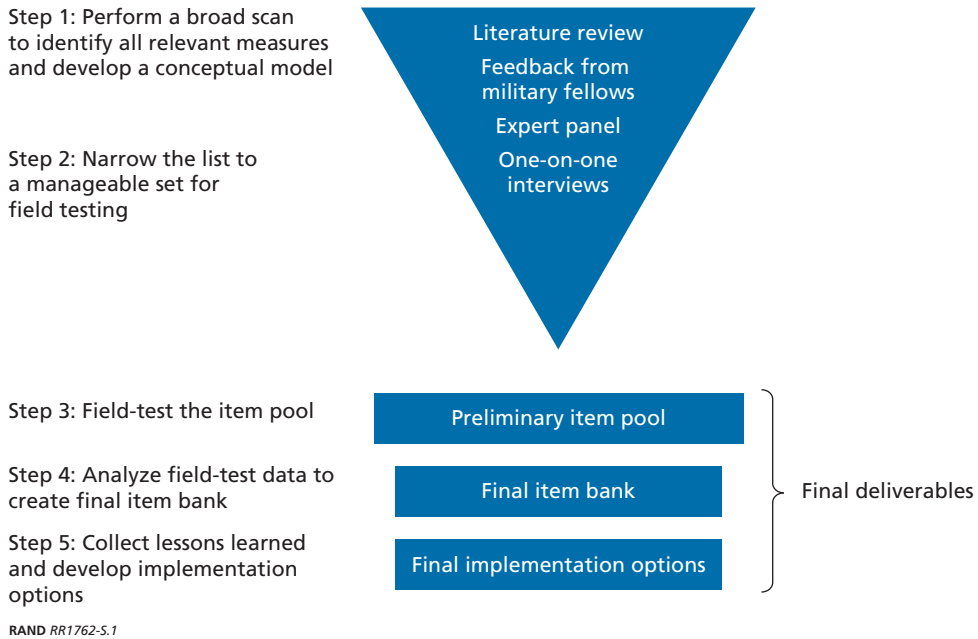 Step 1: Perform a broad scan
to identify all relevant measures
and develop a conceptual model
Literature review
Feedback from
military fellows
Expert panel
One-on-one
interviews
Step 2: Narrow the list to
a manageable set for
field testing
Step 3: Field-test the item pool
Preliminary item pool
Step 4: Analyze field-test data to
create final item bank
Final item bank
Final deliverables
Step 5: Collect lessons learned
and develop implementation
options
Final implementation options
RAND RR1762-S.1